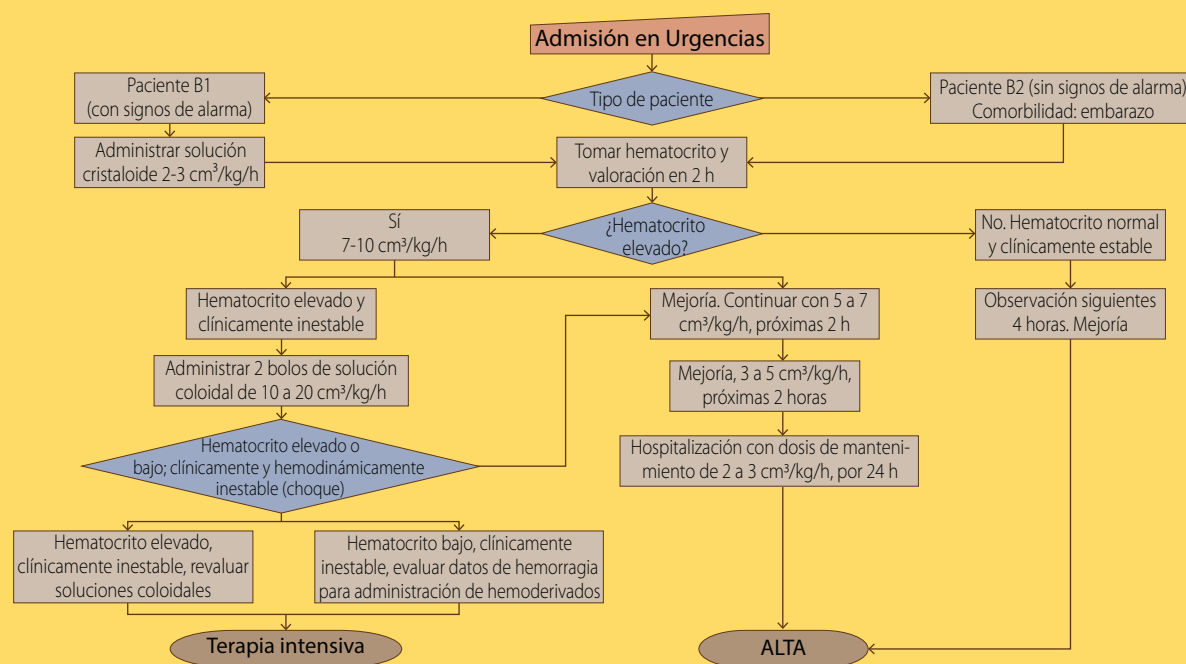 Admisión en Urgencias
Paciente B1
(con signos de alarma)
Tipo de paciente
Paciente B2 (sin signos de alarma)
Comorbilidad: embarazo
Administrar solución
cristaloide 2-3 cm³/kg/h
Tomar hematocrito y
valoración en 2 h
Sí
7-10 cm³/kg/h
¿Hematocrito
elevado?
No. Hematocrito normal
y clínicamente estable
Hematocrito elevado y
clínicamente inestable
Mejoría. Continuar con 5 a 7
cm³/kg/h, próximas 2 h
Observación siguientes
4 horas. Mejoría
Administrar 2 bolos de solución
coloidal de 10 a 20 cm³/kg/h
Mejoría, 3 a 5 cm³/kg/h,
próximas 2 horas
Hematocrito elevado o
bajo; clínicamente y hemodinámicamente
inestable (choque)
Hospitalización con dosis de manteni-
miento de 2 a 3 cm³/kg/h, por 24 h
Hematocrito elevado,
clínicamente inestable, revaluar
soluciones coloidales
Hematocrito bajo, clínicamente
inestable, evaluar datos de hemorragia
para administración de hemoderivados
Terapia intensiva
ALTA